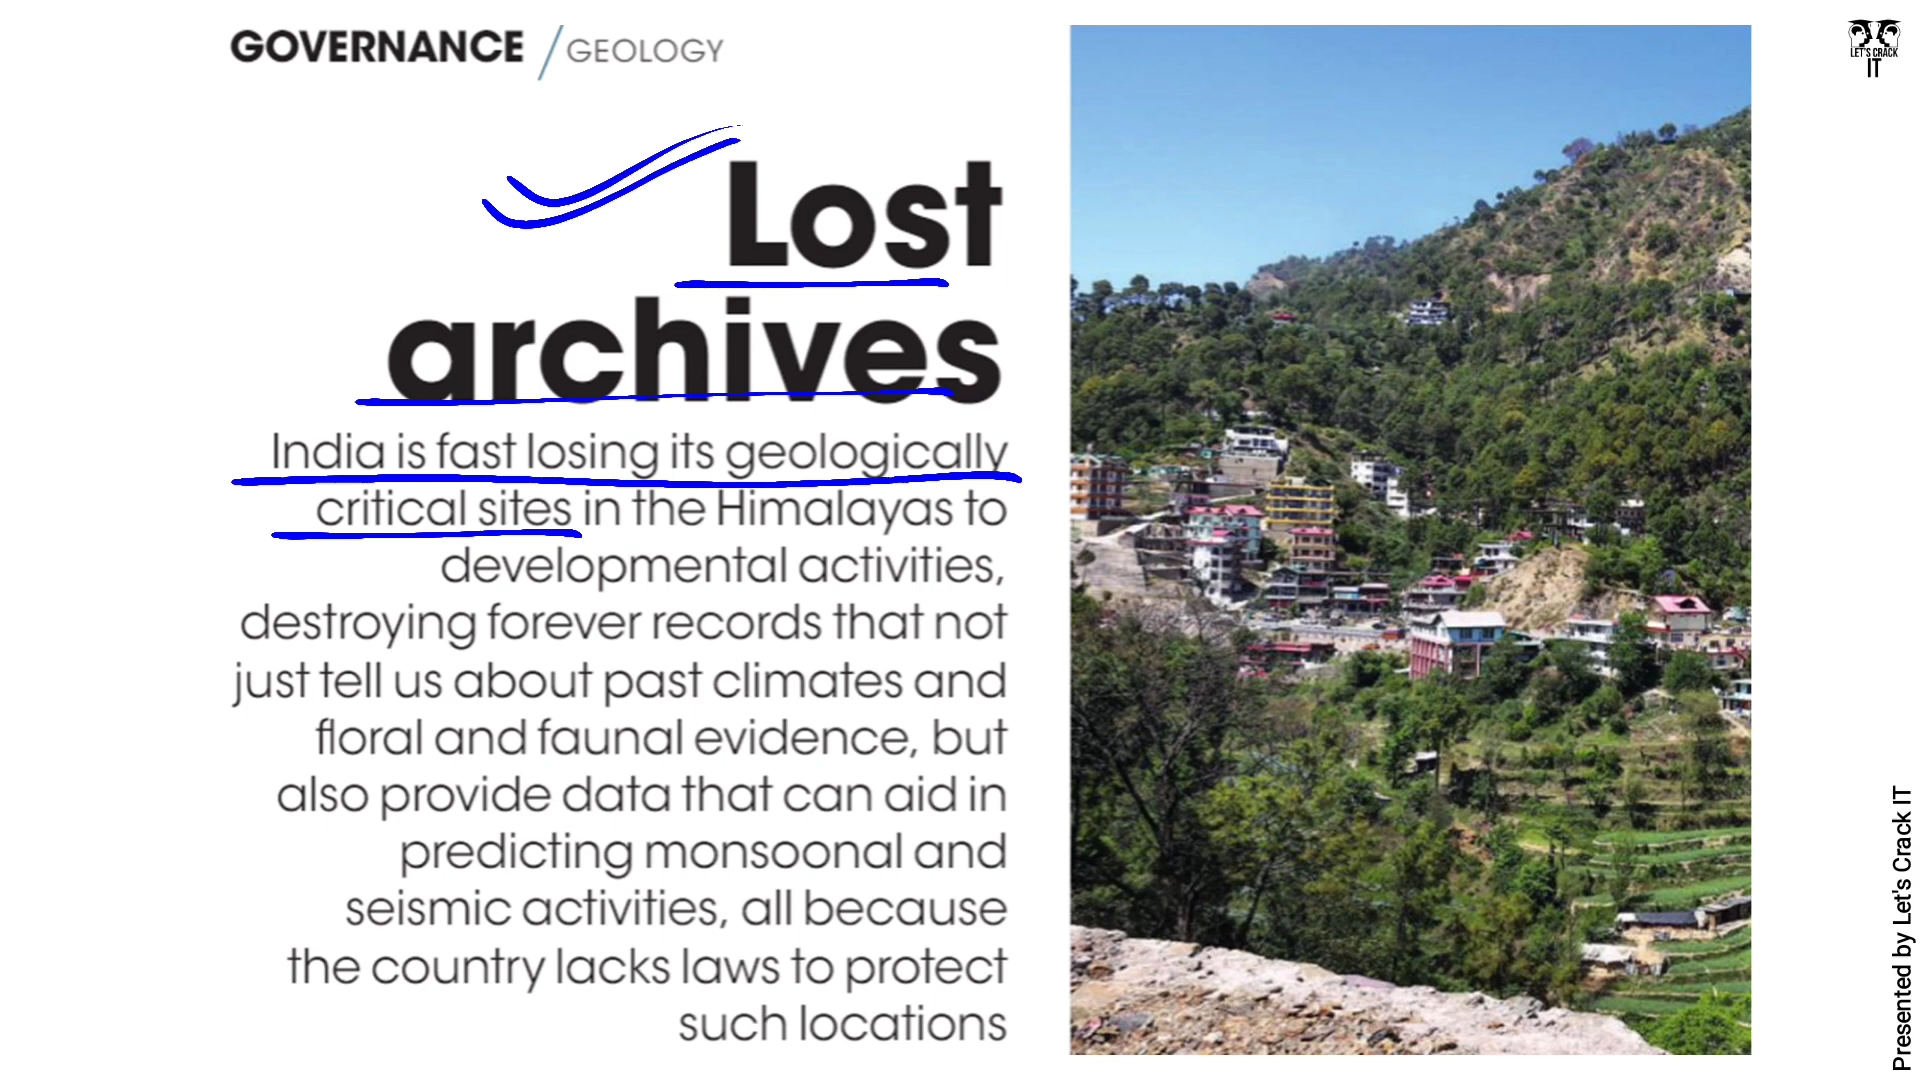 GOVERNANCE / GEOLOGY
LET'S CRACK
IT
Lost
archives
India is fast losing its geologically
critical sites in the Himalayas to
developmental activities,
destroying forever records that not
just tell us about past climates and
floral and faunal evidence, but
also provide data that can aid in
predicting monsoonal and
seismic activities, all because
the country lacks laws to protect
such locations
Presented by Let's Crack IT